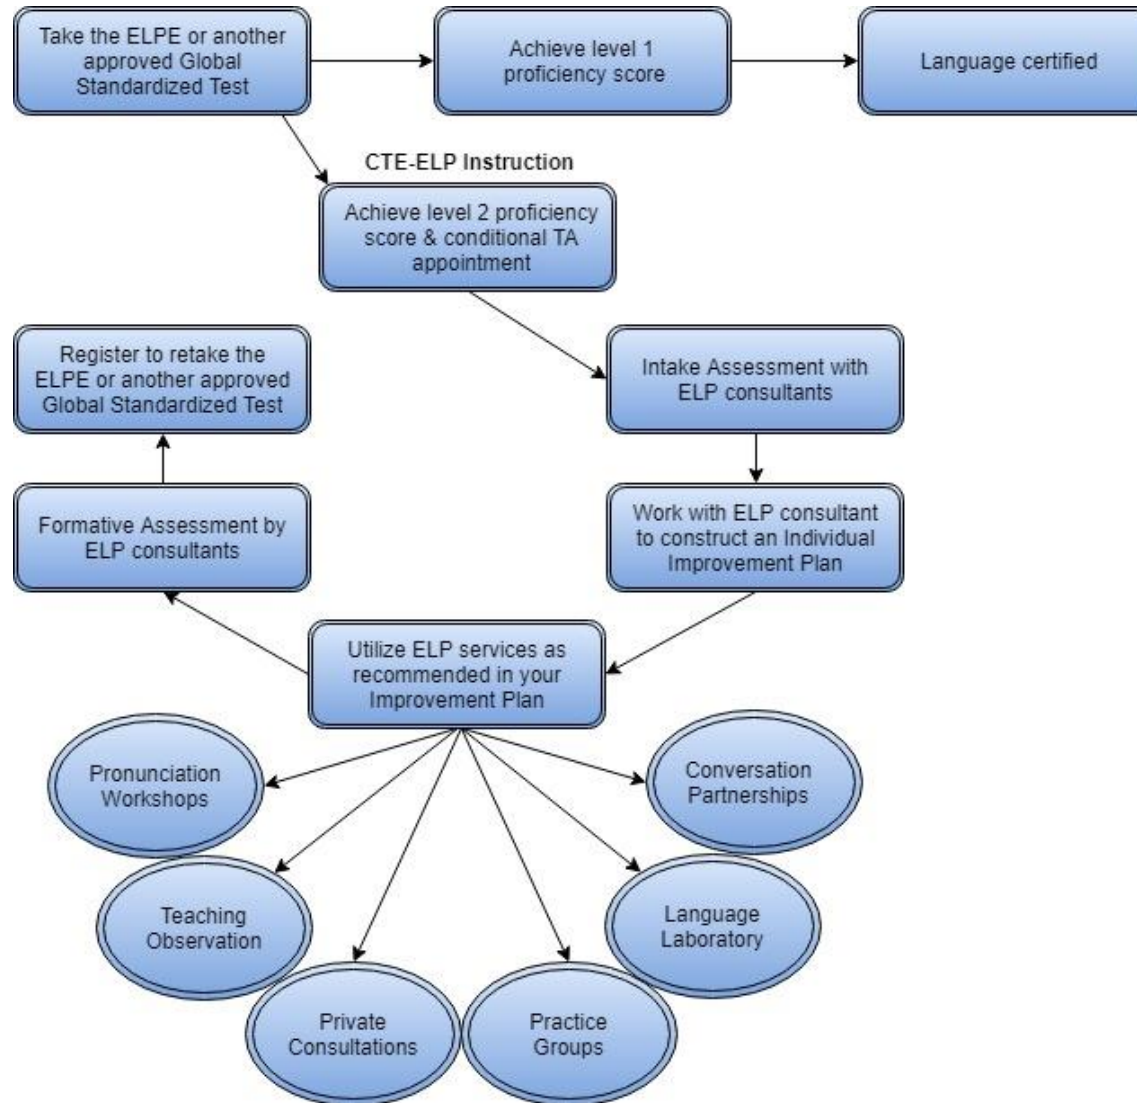 Take the ELPE or another
approved Global
Standardized Test
Achieve level 1
proficiency score
Language certified
CTE-ELP Instruction
Achieve level 2 proficiency
score & conditional TA
appointment
Register to retake the
ELPE or another approved
Global Standardized Test
Intake Assessment with
ELP consultants
Formative Assessment by
ELP consultants
Work with ELP consultant
to construct an Individual
Improvement Plan
Utilize ELP services as
recommended in your
Improvement Plan
Pronunciation
Workshops
Conversation
Partnerships
Teaching
Observation
Language
Laboratory
Private
Consultations
Practice
Groups